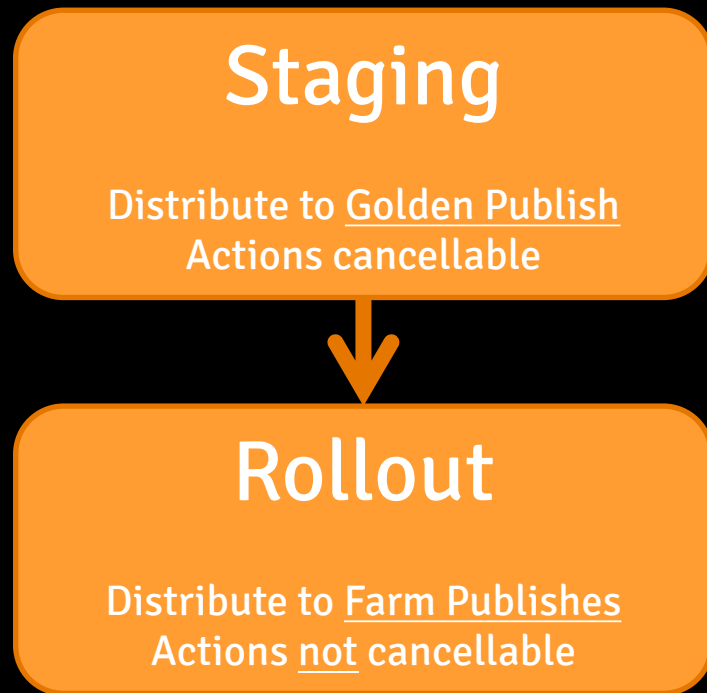 Staging
Distribute to Golden Publish
Actions cancellable
Rollout
Distribute to Farm Publishes
Actions not cancellable